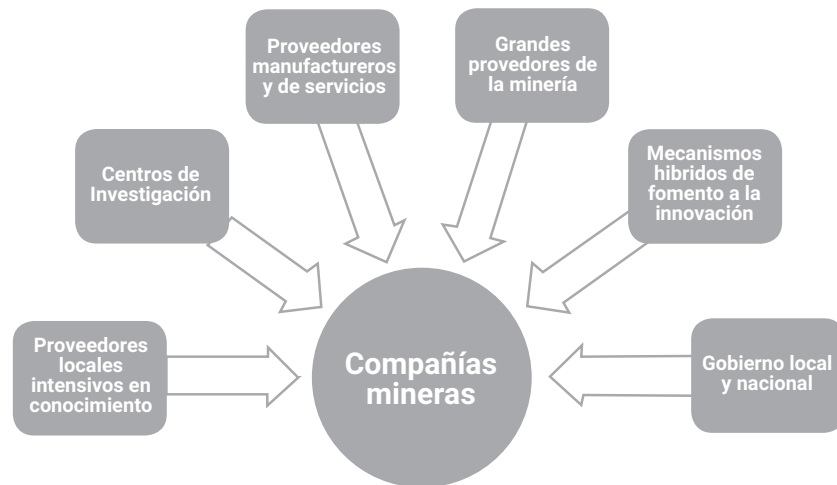 Proveedores
manufactureros
y de servicios
Grandes
provedores de
la minería
Centros de
Investigación
Mecanismos
hibridos de
fomento a la
innovación
Proveedores
locales
intensivos en
conocimiento
Compañías
mineras
Gobierno local
y nacional